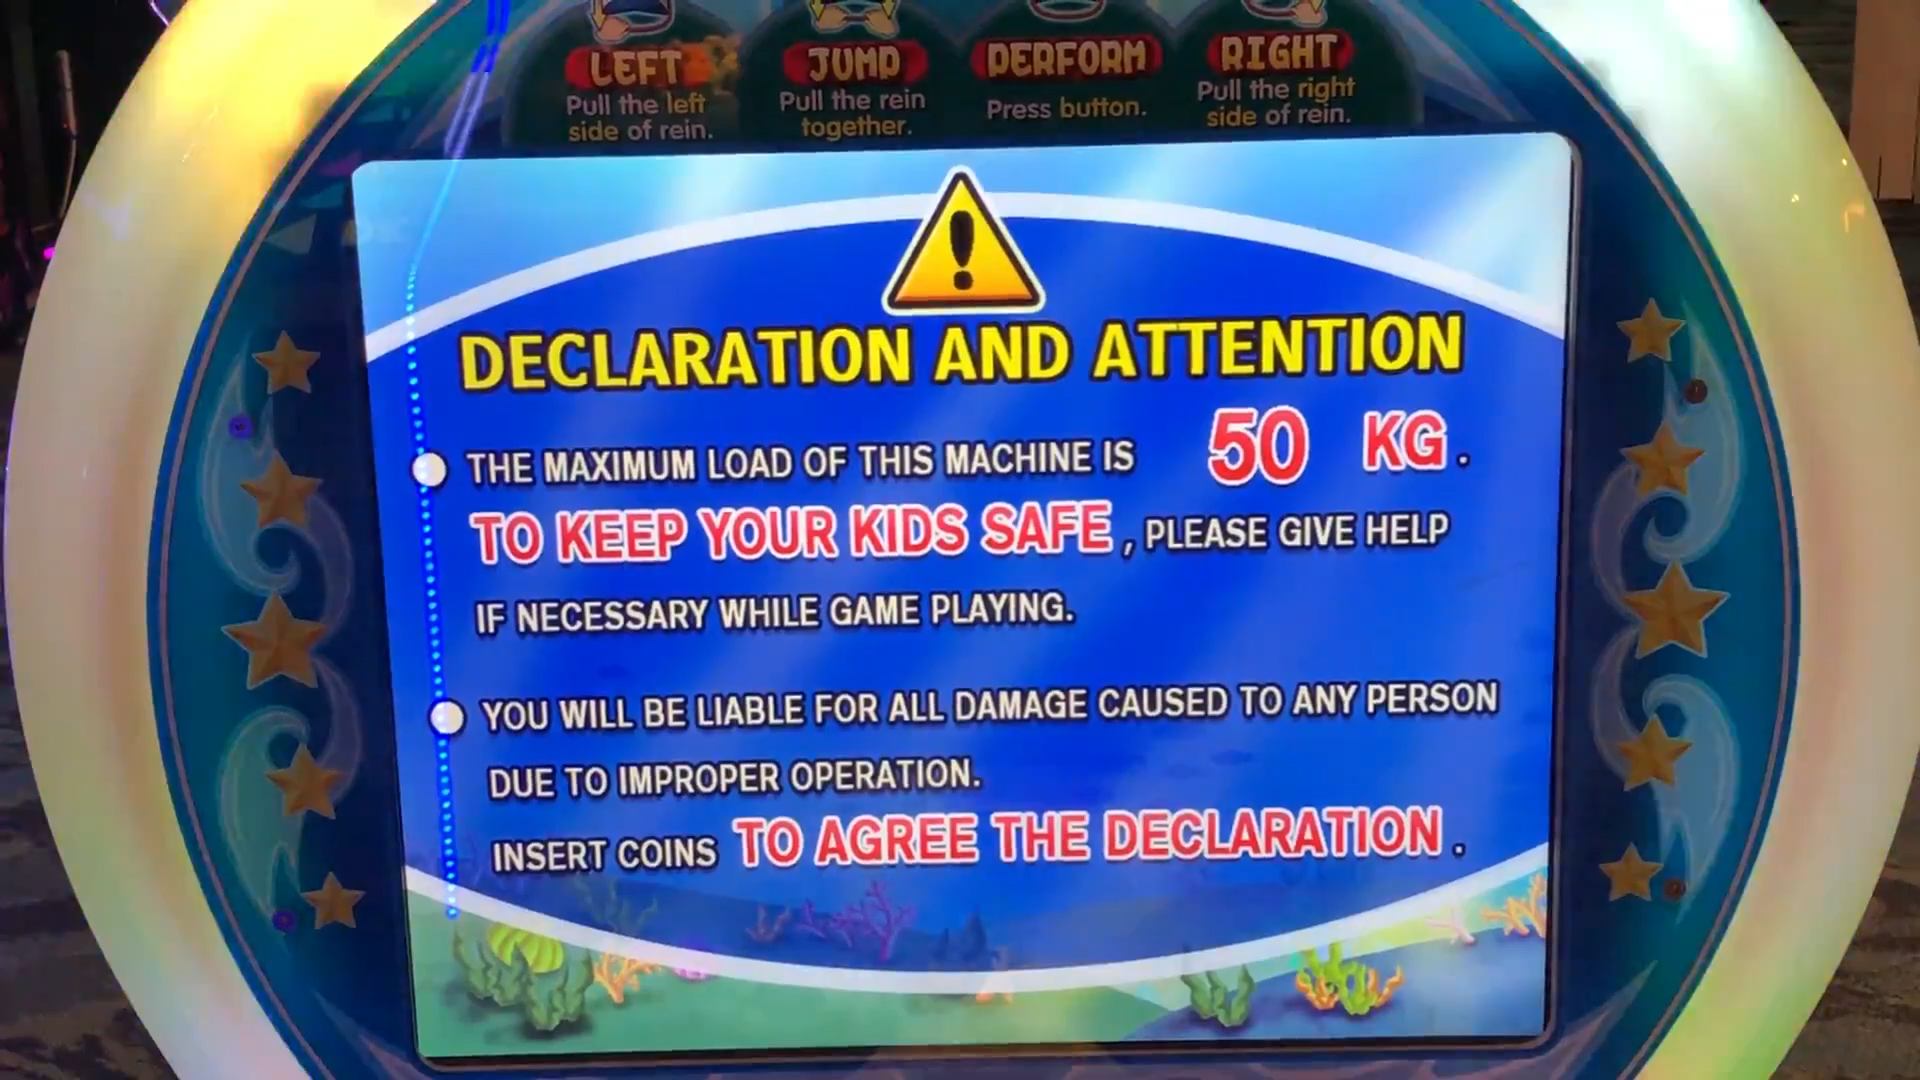 LEFT
Pull the left
side of rein.
JUMP
Pull the rein
together.
PERFORM
Press button.
RIGHT
Pull the right
side of rein.
DECLARATION AND ATTENTION
THE MAXIMUM LOAD OF THIS MACHINE IS 50 KG.
TO KEEP YOUR KIDS SAFE, PLEASE GIVE HELP
IF NECESSARY WHILE GAME PLAYING.
YOU WILL BE LIABLE FOR ALL DAMAGE CAUSED TO ANY PERSON
DUE TO IMPROPER OPERATION.
INSERT COINS TO AGREE THE DECLARATION.